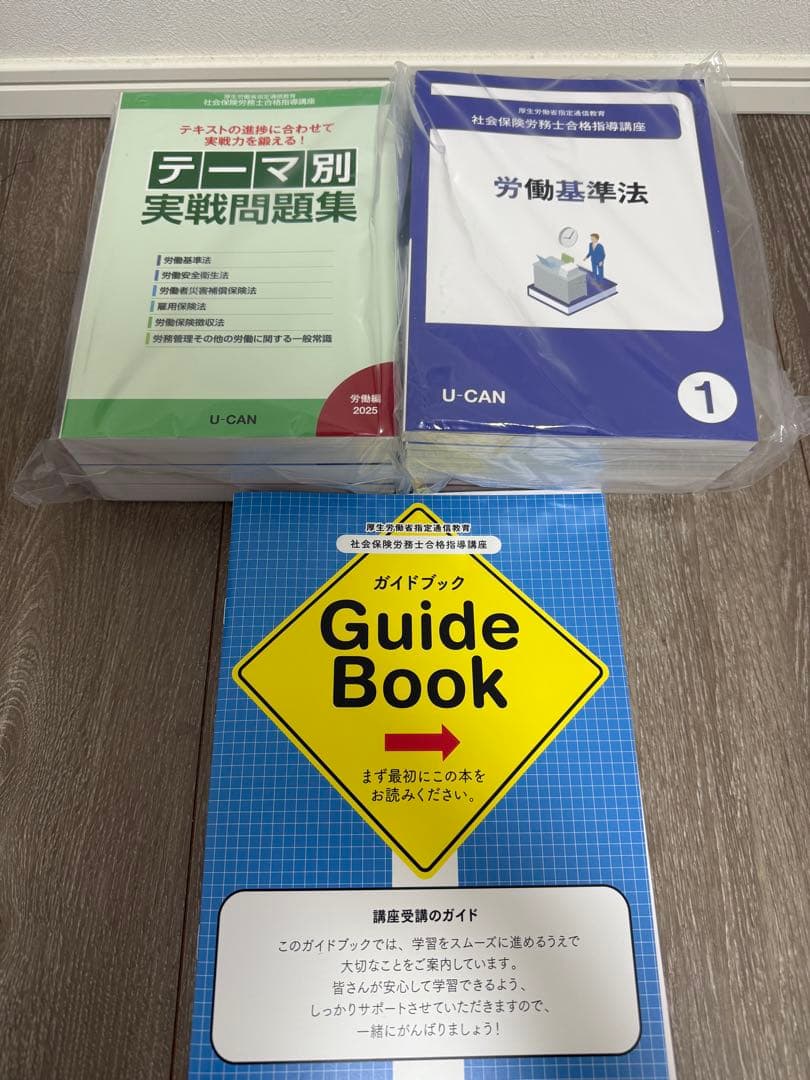 厚生労働省指定通信教育
社会保険労務士合格指導講座
テキストの進捗に合わせて
実戦力を鍛える！
テーマ別
実戦問題集
労働基準法
労働安全衛生法
労働者災害補償保険法
雇用保険法
労働保険徴収法
労務管理その他の労働に関する一般常識
労働編
2025
U-CAN
厚生労働省指定通信教育
社会保険労務士合格指導講座
労働基準法
U-CAN
1
厚生労働省指定通信教育
社会保険労務士合格指導講座
ガイドブック
Guide
Book
まず最初にこの本を
お読みください。
講座受講のガイド
このガイドブックでは、学習をスムーズに進めるうえで
大切なことをご案内しています。
皆さんが安心して学習できるよう、
しっかりサポートさせていただきますので、
一緒にがんばりましょう！